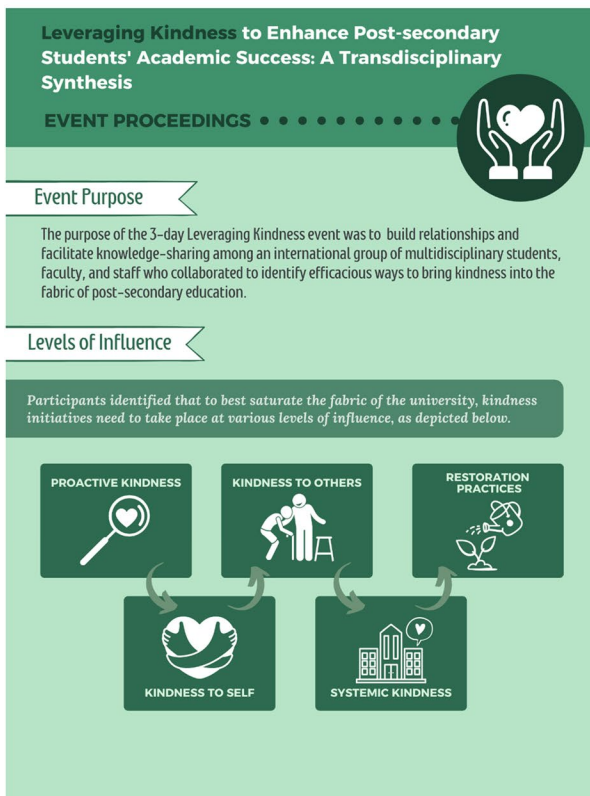 Leveraging Kindness to Enhance Post-secondary
Students' Academic Success: A Transdisciplinary
Synthesis
EVENT PROCEEDINGS
Event Purpose
The purpose of the 3-day Leveraging Kindness event was to build relationships and
facilitate knowledge-sharing among an international group of multidisciplinary students,
faculty, and staff who collaborated to identify efficacious ways to bring kindness into the
fabric of post-secondary education.
Levels of Influence
Participants identified that to best saturate the fabric of the university, kindness
initiatives need to take place at various levels of influence, as depicted below.
PROACTIVE KINDNESS
KINDNESS TO OTHERS
RESTORATION
PRACTICES
KINDNESS TO SELF
SYSTEMIC KINDNESS